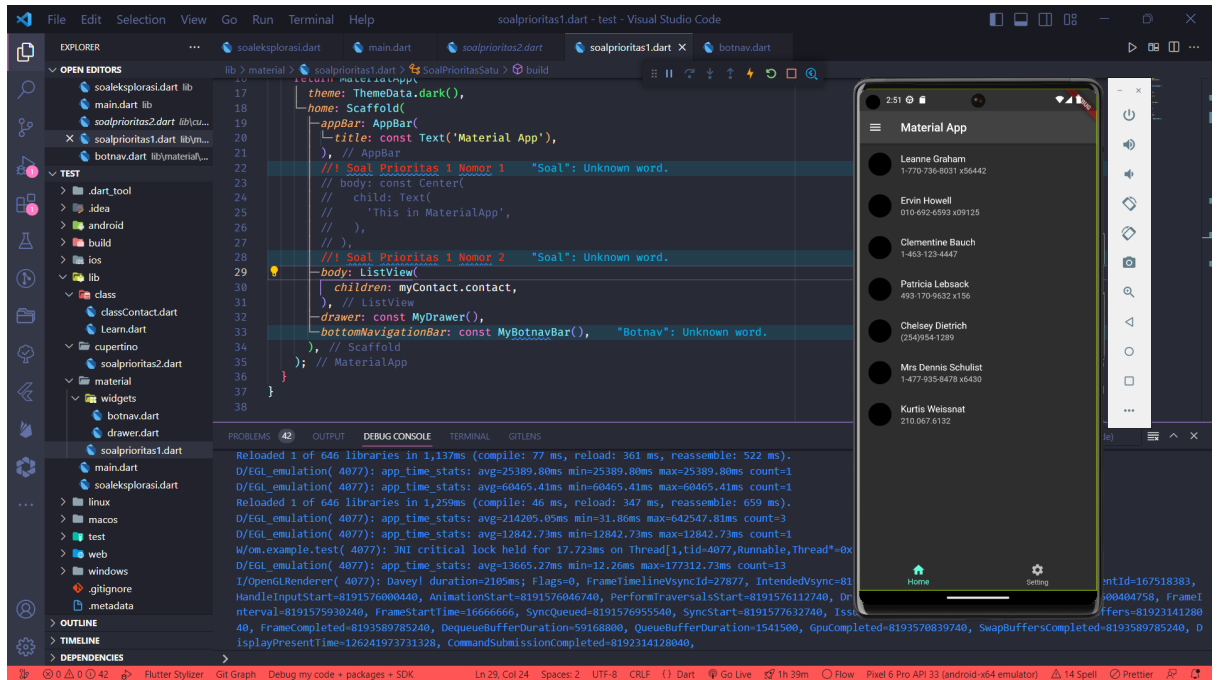 File Edit Selection View Go Run Terminal Help soalprioritas1.dart - test - Visual Studio Code
EXPLORER
OPEN EDITORS
soaleksplorasi.dart lib
main.dart lib
soalprioritas2.dart lib\cu...
soalprioritas1.dart lib\m...
botnav.dart lib\material\...
TEST
.dart_tool
.idea
android
build
ios
lib
class
classContact.dart
Learn.dart
cupertino
soalprioritas2.dart
material
widgets
botnav.dart
drawer.dart
soalprioritas1.dart
main.dart
soaleksplorasi.dart
linux
macos
test
web
windows
.gitignore
.metadata
OUTLINE
TIMELINE
DEPENDENCIES
1
1
soaleksplorasi.dart main.dart soalprioritas2.dart soalprioritas1.dart botnav.dart
lib > material > soalprioritas1.dart > SoalPrioritasSatu > build
16 return MaterialApp(
17 theme: ThemeData.dark(),
18 home: Scaffold(
19 appBar: AppBar(
20 title: const Text('Material App'),
21 ), // AppBar
22 //! Soal Prioritas 1 Nomor 1 "Soal": Unknown word.
23 // body: const Center(
24 // child: Text(
25 // 'This in MaterialApp',
26 // ),
27 // ),
28 //! Soal Prioritas 1 Nomor 2 "Soal": Unknown word.
29 body: ListView(
30 children: myContact.contact,
31 ), // ListView
32 drawer: const MyDrawer(),
33 bottomNavigationBar: const MyBotnavBar(), "Botnav": Unknown word.
34 ), // Scaffold
35 ); // MaterialApp
36 }
37 }
38
PROBLEMS 42 OUTPUT DEBUG CONSOLE TERMINAL GITLENS
Reloaded 1 of 646 libraries in 1,137ms (compile: 77 ms, reload: 361 ms, reassemble: 522 ms).
D/EGL_emulation( 4077): app_time_stats: avg=25389.80ms min=25389.80ms max=25389.80ms count=1
D/EGL_emulation( 4077): app_time_stats: avg=60465.41ms min=60465.41ms max=60465.41ms count=1
Reloaded 1 of 646 libraries in 1,259ms (compile: 46 ms, reload: 347 ms, reassemble: 659 ms).
D/EGL_emulation( 4077): app_time_stats: avg=214205.05ms min=31.86ms max=642547.81ms count=3
D/EGL_emulation( 4077): app_time_stats: avg=12842.73ms min=12842.73ms max=12842.73ms count=1
W/om.example.test( 4077): JNI critical lock held for 17.723ms on Thread[1,tid=4077,Runnable,Thread*=0x
D/EGL_emulation( 4077): app_time_stats: avg=13665.27ms min=12.26ms max=177312.73ms count=13
I/OpenGLRenderer( 4077): Davey! duration=2105ms; Flags=0, FrameTimelineVsyncId=27877, IntendedVsync=81 entId=167518383,
HandleInputStart=8191576000440, AnimationStart=8191576046740, PerformTraversalsStart=8191576112740, Dr 600404758, FrameI
nterval=8191575930240, FrameStartTime=16666666, SyncQueued=8191576955540, SyncStart=8191577632740, Iss ffers=81923141280
40, FrameCompleted=8193589785240, DequeueBufferDuration=59168800, QueueBufferDuration=1541500, GpuCompleted=8193570839740, SwapBuffersCompleted=8193589785240, D
isplayPresentTime=126241973731328, CommandSubmissionCompleted=8192314128040,
2:51
Material App
Leanne Graham
1-770-736-8031 x56442
Ervin Howell
010-692-6593 x09125
Clementine Bauch
1-463-123-4447
Patricia Lebsack
493-170-9632 x156
Chelsey Dietrich
(254)954-1289
Mrs Dennis Schulist
1-477-935-8478 x6430
Kurtis Weissnat
210.067.6132
Home Setting
0 0 42 Flutter Stylizer Git Graph Debug my code + packages + SDK Ln 29, Col 24 Spaces: 2 UTF-8 CRLF {} Dart Go Live 1h 39m Flow Pixel 6 Pro API 33 (android-x64 emulator) 14 Spell Prettier